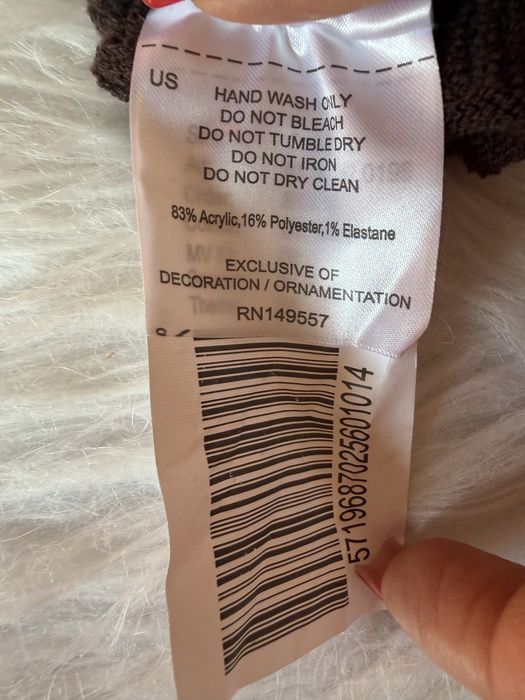 US
HAND WASH ONLY
DO NOT BLEACH
DO NOT TUMBLE DRY
DO NOT IRON
DO NOT DRY CLEAN
83% Acrylic,16% Polyester,1% Elastane
EXCLUSIVE OF
DECORATION / ORNAMENTATION
RN149557
5719687025601014